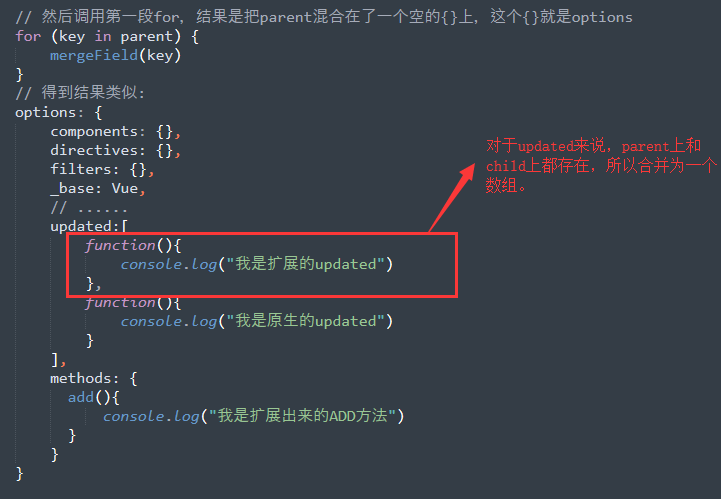 // 然后调用第一段for, 结果是把parent混合在了一个空的{}上, 这个{}就是options
for (key in parent) {
    mergeField(key)
}
// 得到结果类似:
options: {
    components: {},
    directives: {},
    filters: {},
    _base: Vue,
    // ......
    updated:[
        function(){
            console.log("我是扩展的updated")
        },
        function(){
            console.log("我是原生的updated")
        }
    ],
    methods: {
      add(){
          console.log("我是扩展出来的ADD方法")
      }
    }
}
对于updated来说，parent上和
child上都存在，所以合并为一个
数组。